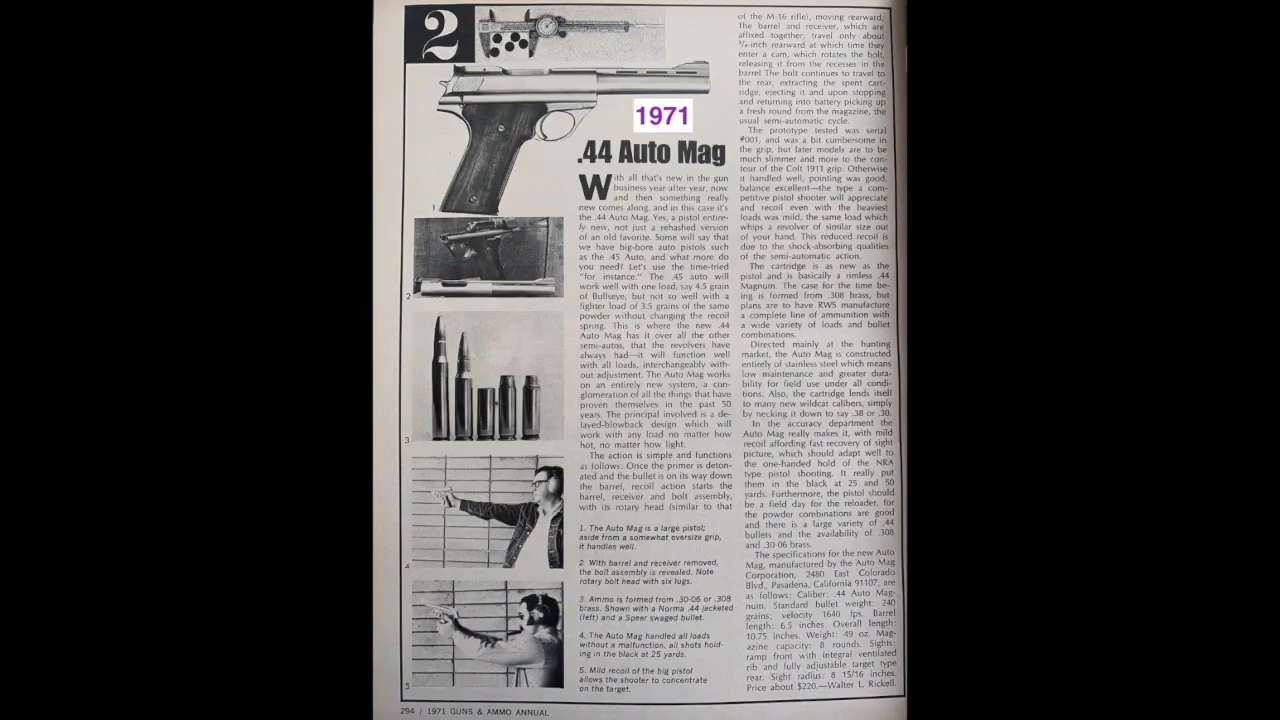 2
1971
.44 Auto Mag
With all that's new in the gun
business year after year, now
and then something really
new comes along, and in this case it's
the .44 Auto Mag. Yes, a pistol entire-
ly new, not just a rehashed version
of an old favorite. Some will say that
we have big-bore auto pistols such
as the .45 Auto, and what more do
you need? Let's use the time-tried
"for instance." The .45 auto will
work well with one load, say 4.5 grain
of Bullseye, but not so well with a
lighter load of 3.5 grains of the same
powder without changing the recoil
spring. This is where the new .44
Auto Mag has it over all the other
semi-autos, that the revolvers have
always had—it will function well
with all loads, interchangeably with-
out adjustment. The Auto Mag works
on an entirely new system, a con-
glomeration of all the things that have
proven themselves in the past 50
years. The principal involved is a de-
layed-blowback design which will
work with any load no matter how
hot, no matter how light.
The action is simple and functions
as follows: Once the primer is deton-
ated and the bullet is on its way down
the barrel, recoil action starts the
barrel, receiver and bolt assembly,
with its rotary head (similar to that
1
2
3
4
5
1. The Auto Mag is a large pistol;
aside from a somewhat oversize grip,
it handles well.
2. With barrel and receiver removed,
the bolt assembly is revealed. Note
rotary bolt head with six lugs.
3. Ammo is formed from .30-06 or .308
brass. Shown with a Norma .44 jacketed
(left) and a Speer swaged bullet.
4. The Auto Mag handled all loads
without a malfunction, all shots hold-
ing in the black at 25 yards.
5. Mild recoil of the big pistol
allows the shooter to concentrate
on the target.
of the M-16 rifle), moving rearward.
The barrel and receiver, which are
affixed together, travel only about
3/4-inch rearward at which time they
enter a cam, which rotates the bolt,
releasing it from the recesses in the
barrel The bolt continues to travel to
the rear, extracting the spent cart-
ridge, ejecting it and upon stopping
and returning into battery picking up
a fresh round from the magazine, the
usual semi-automatic cycle.
The prototype tested was serial
#001, and was a bit cumbersome in
the grip, but later models are to be
much slimmer and more to the con-
tour of the Colt 1911 grip. Otherwise
it handled well, pointing was good,
balance excellent—the type a com-
petitive pistol shooter will appreciate
and recoil even with the heaviest
loads was mild, the same load which
whips a revolver of similar size out
of your hand. This reduced recoil is
due to the shock-absorbing qualities
of the semi-automatic action.
The cartridge is as new as the
pistol and is basically a rimless .44
Magnum. The case for the time be-
ing is formed from .308 brass, but
plans are to have RWS manufacture
a complete line of ammunition with
a wide variety of loads and bullet
combinations.
Directed mainly at the hunting
market, the Auto Mag is constructed
entirely of stainless steel which means
low maintenance and greater dura-
bility for field use under all condi-
tions. Also, the cartridge lends itself
to many new wildcat calibers, simply
by necking it down to say .38 or .30.
In the accuracy department the
Auto Mag really makes it, with mild
recoil affording fast recovery of sight
picture, which should adapt well to
the one-handed hold of the NRA
type pistol shooting. It really put
them in the black at 25 and 50
yards. Furthermore, the pistol should
be a field day for the reloader, for
the powder combinations are good
and there is a large variety of .44
bullets and the availability of .308
and .30-06 brass.
The specifications for the new Auto
Mag, manufactured by the Auto Mag
Corporation, 2480 East Colorado
Blvd., Pasadena, California 91107, are
as follows: Caliber: .44 Auto Mag-
num. Standard bullet weight: 240
grains; velocity 1640 fps. Barrel
length: 6.5 inches. Overall length:
10.75 inches. Weight: 49 oz. Mag-
azine capacity: 8 rounds. Sights:
ramp front with integral ventilated
rib and fully adjustable target type
rear. Sight radius: 8 15/16 inches.
Price about $220.—Walter L. Rickell.
294 / 1971 GUNS & AMMO ANNUAL